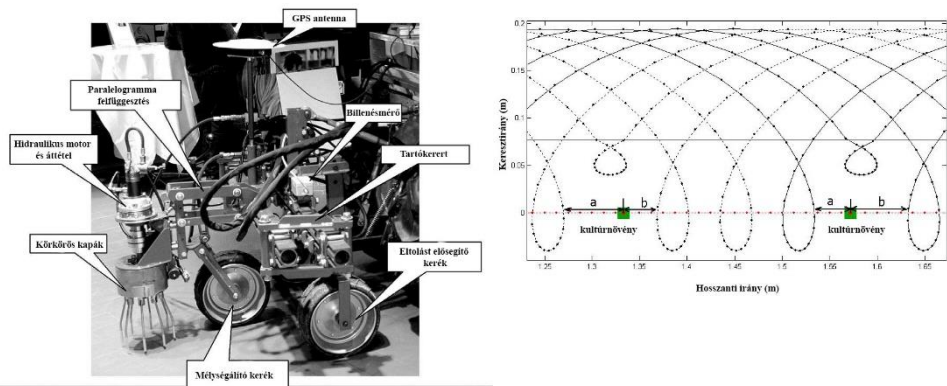 GPS antenna
Paralelogramma
felfüggesztés
Billenésmérő
Hidraulikus motor
és áttétel
Tartókerert
Körkörös kapák
Eltolást elősegítő
kerék
Mélységálító kerék
Keresztirány (m)
0.2
0.15
0.1
0.05
0
a
b
a
b
kultúrnövény
kultúrnövény
1.25
1.3
1.35
1.4
1.45
1.5
1.55
1.6
1.65
Hosszanti irány (m)